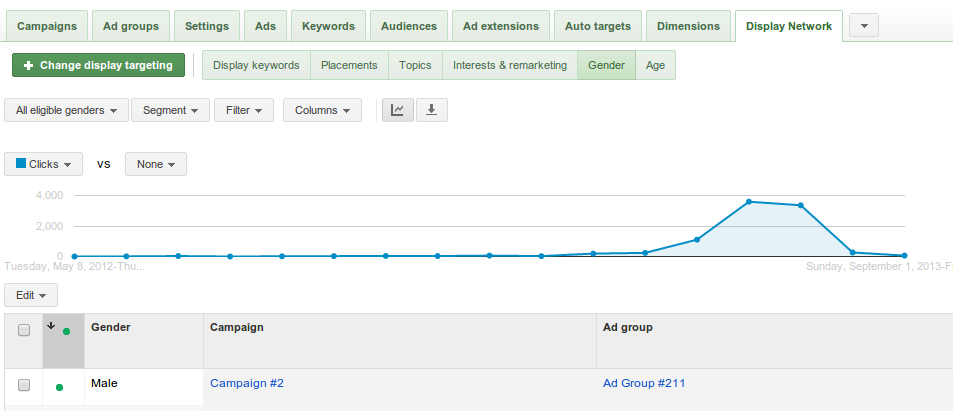 Campaigns Ad groups Settings Ads Keywords Audiences Ad extensions Auto targets Dimensions Display Network
+ Change display targeting Display keywords Placements Topics Interests & remarketing Gender Age
All eligible genders Segment Filter Columns
Clicks vs None
4,000
2,000
0
Tuesday, May 8, 2012-Thu... Sunday, September 1, 2013-F
Edit
Gender Campaign Ad group
Male Campaign #2 Ad Group #211